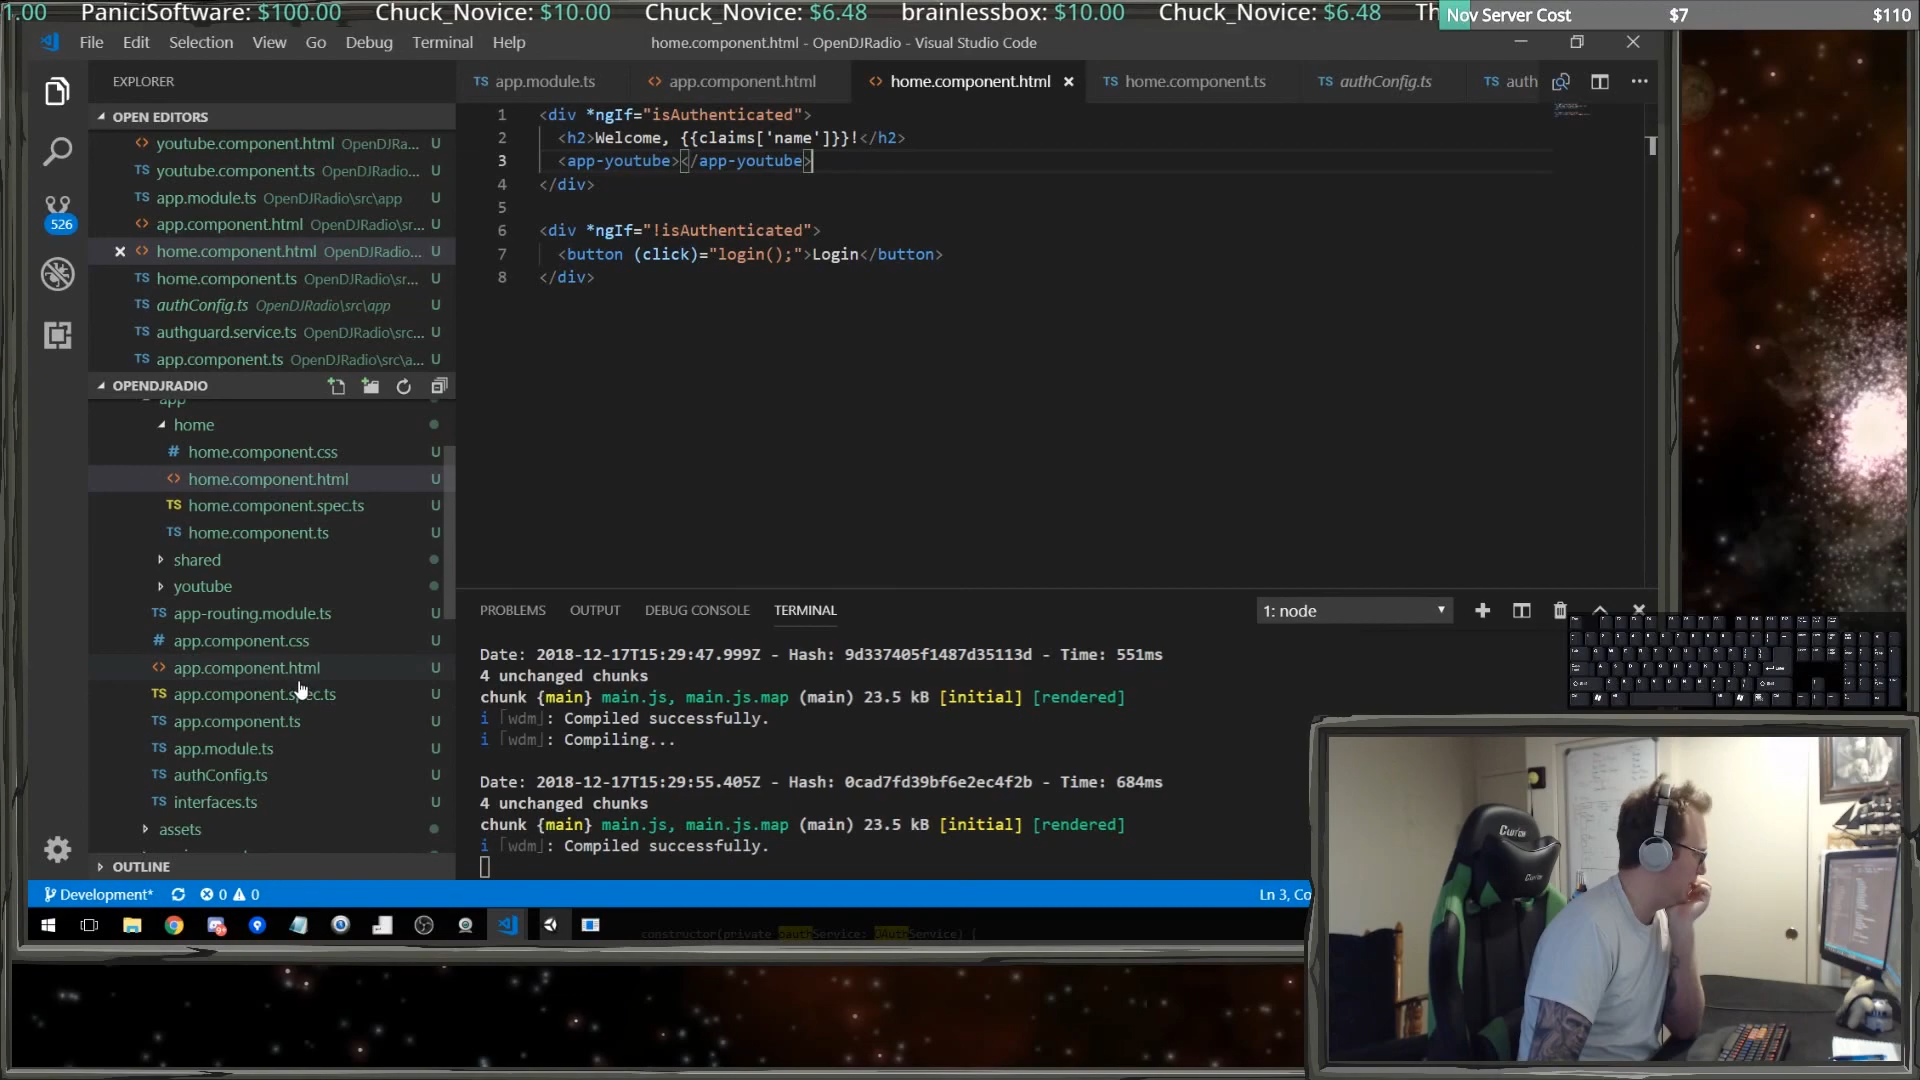 1.00 PaniciSoftware: $100.00 Chuck_Novice: $10.00 Chuck_Novice: $6.48 brainlessbox: $10.00 Chuck_Novice: $6.48 Th
Nov Server Cost $7 $110
File Edit Selection View Go Debug Terminal Help
home.component.html - OpenDJRadio - Visual Studio Code
EXPLORER
TS app.module.ts
<> app.component.html
<> home.component.html
TS home.component.ts
TS authConfig.ts
TS auth
OPEN EDITORS
<> youtube.component.html OpenDJRa... U
TS youtube.component.ts OpenDJRadio... U
TS app.module.ts OpenDJRadio\src\app U
<> app.component.html OpenDJRadio\sr... U
<> home.component.html OpenDJRadio... U
TS home.component.ts OpenDJRadio\sr... U
TS authConfig.ts OpenDJRadio\src\app U
TS authguard.service.ts OpenDJRadio\src... U
TS app.component.ts OpenDJRadio\src\a... U
526
OPENDJRADIO
app
home
# home.component.css U
<> home.component.html U
TS home.component.spec.ts U
TS home.component.ts U
shared
youtube
TS app-routing.module.ts U
# app.component.css U
<> app.component.html U
TS app.component.spec.ts U
TS app.component.ts U
TS app.module.ts U
TS authConfig.ts U
TS interfaces.ts U
assets
OUTLINE
1 <div *ngIf="isAuthenticated">
2 <h2>Welcome, {{claims['name']}}!</h2>
3 <app-youtube></app-youtube>
4 </div>
5
6 <div *ngIf="!isAuthenticated">
7 <button (click)="login();">Login</button>
8 </div>
PROBLEMS OUTPUT DEBUG CONSOLE TERMINAL
1: node
Date: 2018-12-17T15:29:47.999Z - Hash: 9d337405f1487d35113d - Time: 551ms
4 unchanged chunks
chunk {main} main.js, main.js.map (main) 23.5 kB [initial] [rendered]
i ｢wdm｣: Compiled successfully.
i ｢wdm｣: Compiling...
Date: 2018-12-17T15:29:55.405Z - Hash: 0cad7fd39bf6e2ec4f2b - Time: 684ms
4 unchanged chunks
chunk {main} main.js, main.js.map (main) 23.5 kB [initial] [rendered]
i ｢wdm｣: Compiled successfully.
Development* 0 0
Ln 3, Co
constructor(private oauthService: OAuthService) {